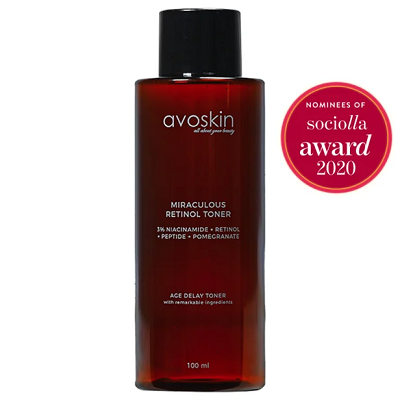 avoskin
all about your beauty
MIRACULOUS
RETINOL TONER
3% NIACINAMIDE + RETINOL
+ PEPTIDE + POMEGRANATE
AGE DELAY TONER
with remarkable ingredients
100 ml
NOMINEES OF
sociolla
award
2020